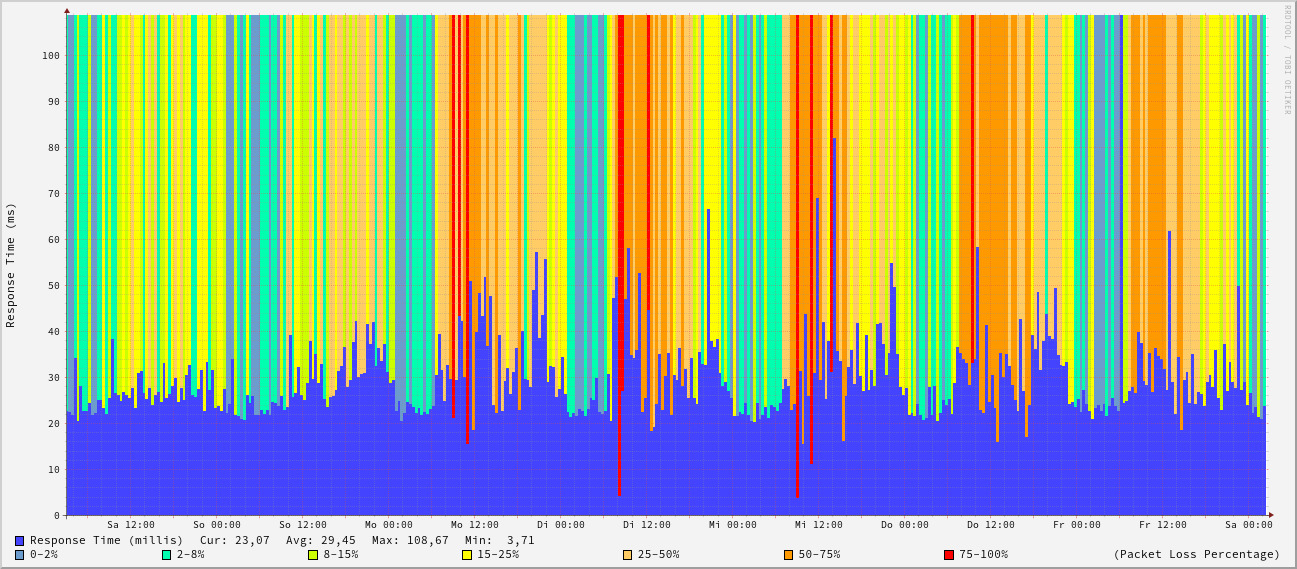 RRDTOOL / TOBI OETIKER
Response Time (ms)
100
90
80
70
60
50
40
30
20
10
0
Sa 12:00 So 00:00 So 12:00 Mo 00:00 Mo 12:00 Di 00:00 Di 12:00 Mi 00:00 Mi 12:00 Do 00:00 Do 12:00 Fr 00:00 Fr 12:00 Sa 00:00
Response Time (millis) Cur: 23,07 Avg: 29,45 Max: 108,67 Min: 3,71
0-2% 2-8% 8-15% 15-25% 25-50% 50-75% 75-100% (Packet Loss Percentage)